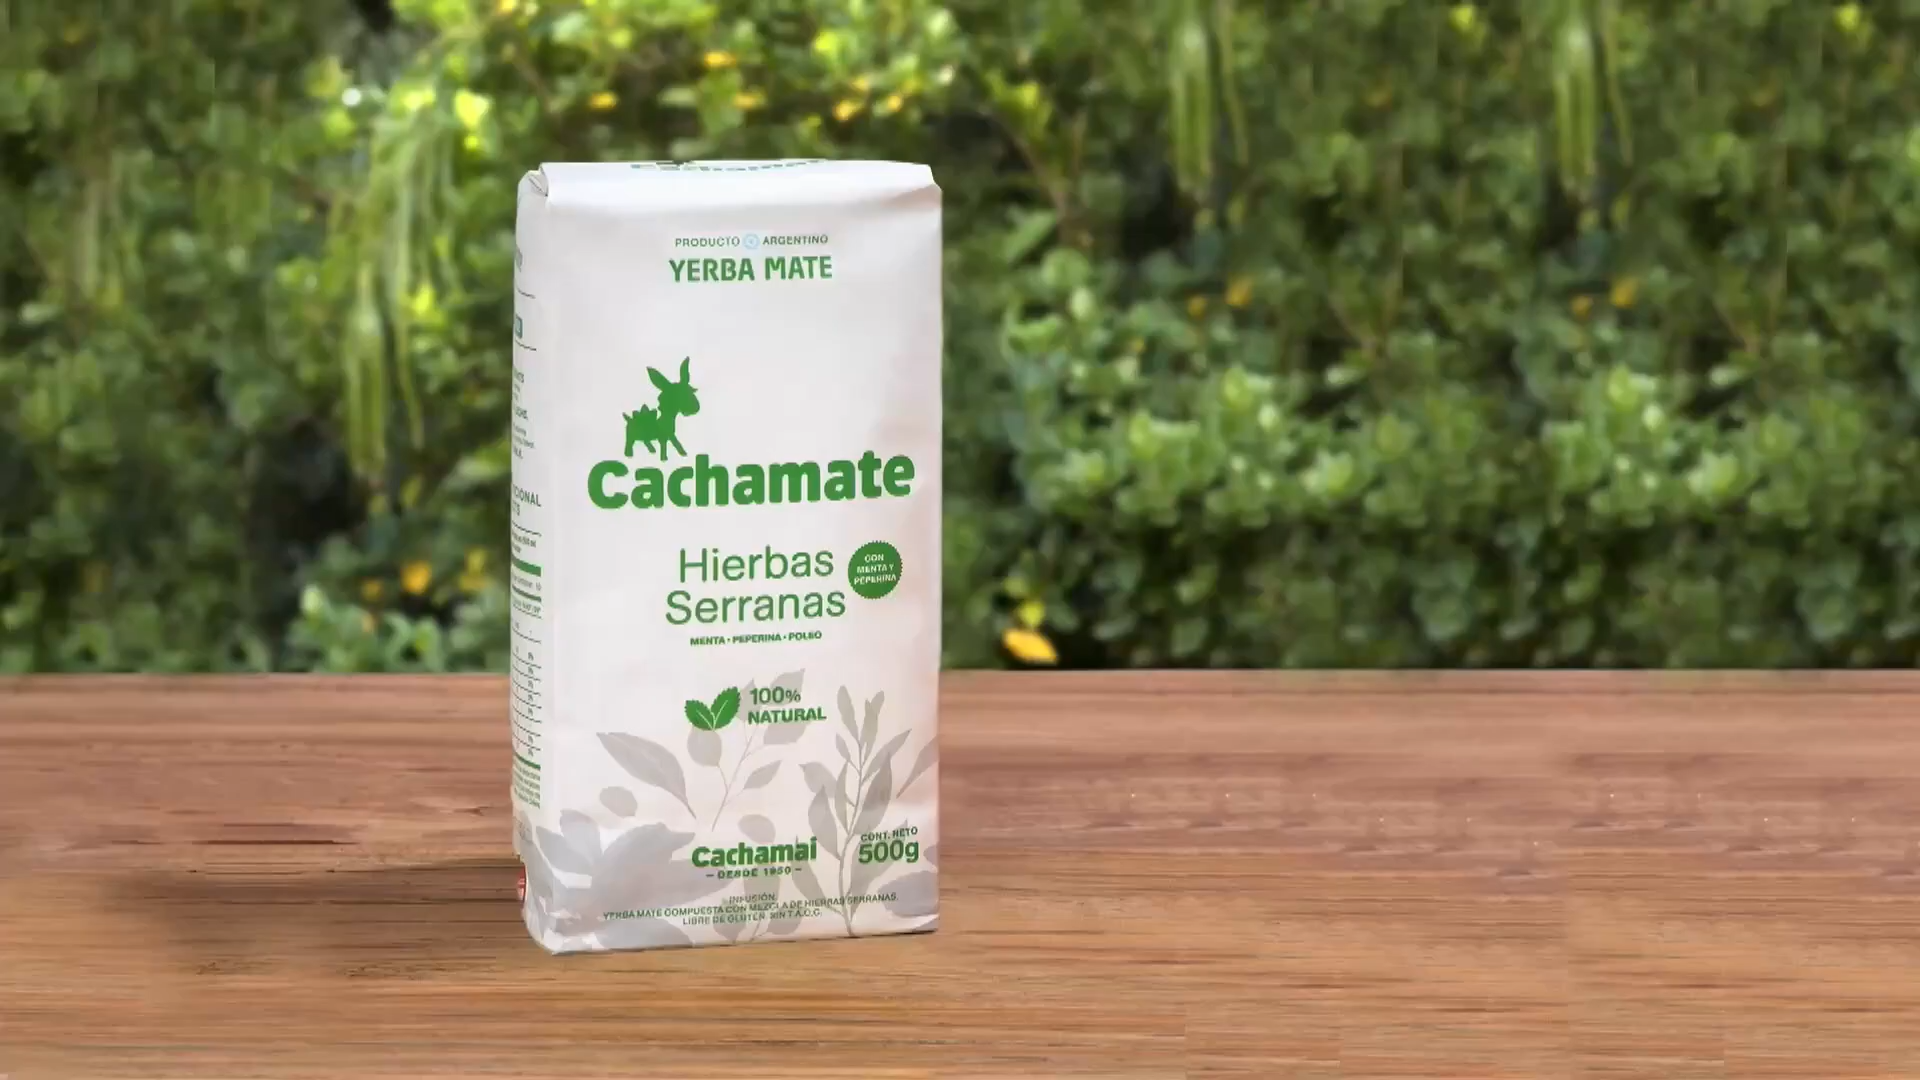 PRODUCTO ARGENTINO
YERBA MATE
Cachamate
Hierbas
Serranas
CON
MENTA Y
PEPERINA
MENTA • PEPERINA • POLEO
100%
NATURAL
Cachamai
– DESDE 1950 –
CONT. NETO
500g
INFUSIÓN.
YERBA MATE COMPUESTA CON MEZCLA DE HIERBAS SERRANAS.
LIBRE DE GLUTEN. SIN T.A.C.C.